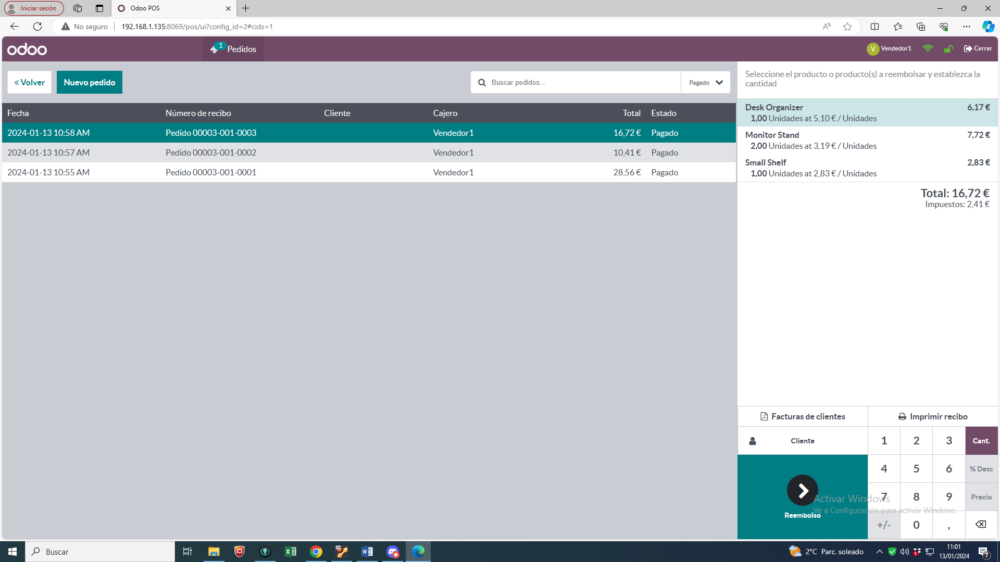 Iniciar sesión
Odoo POS
No seguro
192.168.1.135:8069/pos/ui?config_id=2#cids=1
odoo
1
Pedidos
V
Vendedor1
Cerrar
Volver
Nuevo pedido
Buscar pedidos...
Pagado
Fecha Número de recibo Cliente Cajero Total Estado
2024-01-13 10:58 AM Pedido 00003-001-0003 Vendedor1 16,72 € Pagado
2024-01-13 10:57 AM Pedido 00003-001-0002 Vendedor1 10,41 € Pagado
2024-01-13 10:55 AM Pedido 00003-001-0001 Vendedor1 28,56 € Pagado
Seleccione el producto o producto(s) a reembolsar y establezca la
cantidad
Desk Organizer 6,17 €
1,00 Unidades at 5,10 € / Unidades
Monitor Stand 7,72 €
2,00 Unidades at 3,19 € / Unidades
Small Shelf 2,83 €
1,00 Unidades at 2,83 € / Unidades
Total: 16,72 €
Impuestos: 2,41 €
Facturas de clientes
Imprimir recibo
Cliente
1 2 3 Cant.
4 5 6 % Desc
7 8 9 Precio
+/- 0 ,
Reembolso
Activar Windows
Ve a Configuración para activar Windows.
Buscar
64
2°C Parc. soleado
1
11:01
13/01/2024
7